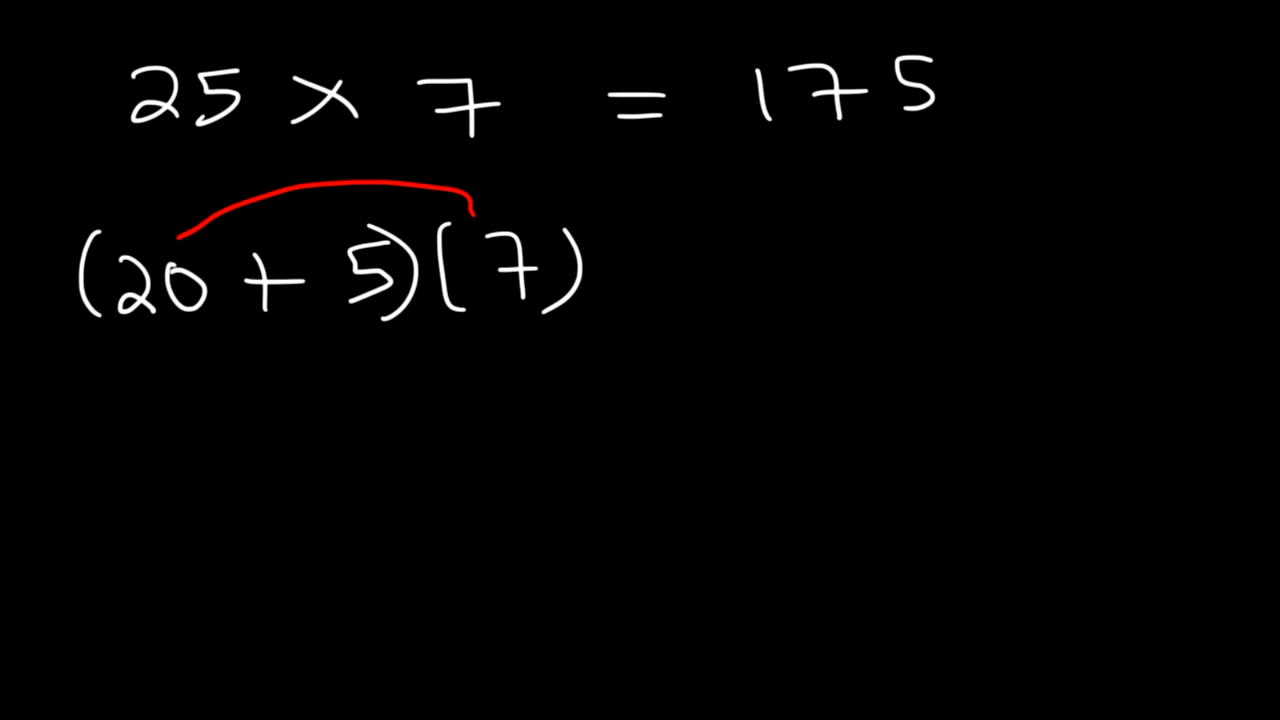 25 × 7 = 175
(20 + 5)(7)